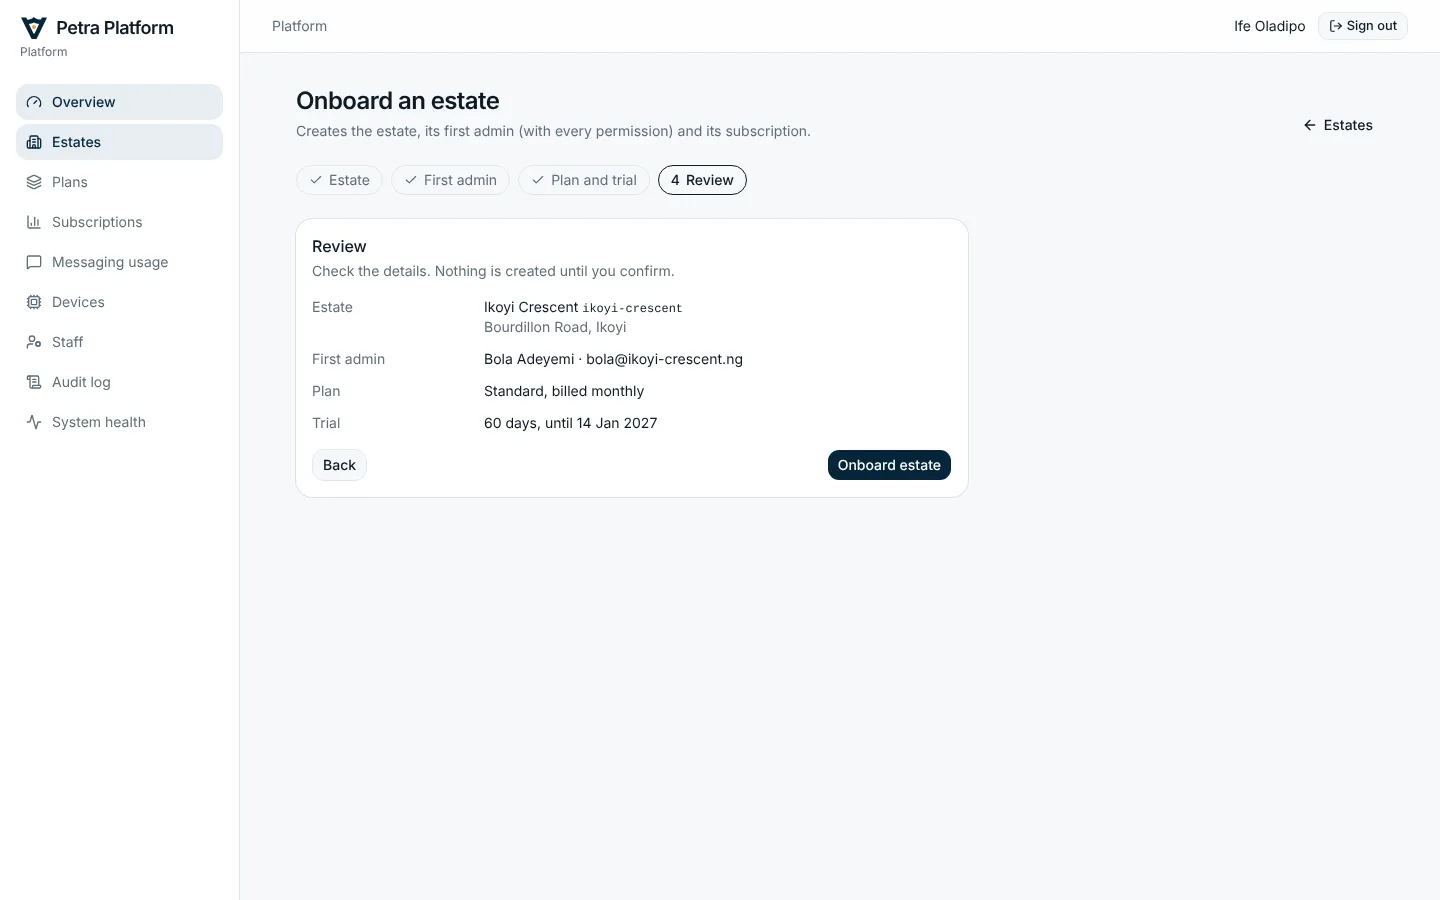 Petra Platform
Platform
Overview
Estates
Plans
Subscriptions
Messaging usage
Devices
Staff
Audit log
System health
Platform
Ife Oladipo
Sign out
Onboard an estate
Creates the estate, its first admin (with every permission) and its subscription.
Estates
Estate
First admin
Plan and trial
4 Review
Review
Check the details. Nothing is created until you confirm.
Estate
Ikoyi Crescent ikoyi-crescent
Bourdillon Road, Ikoyi
First admin
Bola Adeyemi · bola@ikoyi-crescent.ng
Plan
Standard, billed monthly
Trial
60 days, until 14 Jan 2027
Back
Onboard estate